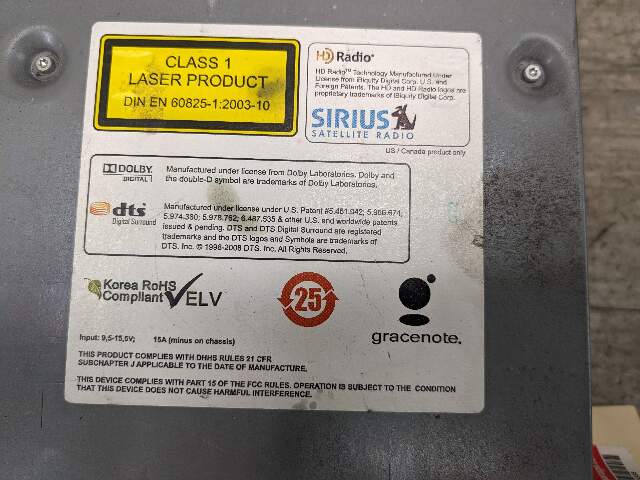 CLASS 1
LASER PRODUCT
DIN EN 60825-1:2003-10
HD Radio
HD Radio™ Technology Manufactured Under
License from iBiquity Digital Corp. U.S. and
Foreign Patents. The HD and HD Radio logos are
proprietary trademarks of iBiquity Digital Corp.
SIRIUS
SATELLITE RADIO
US / Canada product only
DOLBY
DIGITAL
Manufactured under license from Dolby Laboratories. Dolby and
the double-D symbol are trademarks of Dolby Laboratories.
dts
Digital Surround
Manufactured under license under U.S. Patent #5,451,942; 5,956,674;
5,974,380; 5,978,762; 6,487,535 & other U.S. and worldwide patents
issued & pending. DTS and DTS Digital Surround are registered
trademarks and the DTS logos and Symbols are trademarks of
DTS, Inc. © 1996-2008 DTS, Inc. All Rights Reserved.
Korea RoHS
Compliant
ELV
25
gracenote.
Input: 9,5-15,5V; 15A (minus on chassis)
THIS PRODUCT COMPLIES WITH DHHS RULES 21 CFR
SUBCHAPTER J APPLICABLE TO THE DATE OF MANUFACTURE.
THIS DEVICE COMPLIES WITH PART 15 OF THE FCC RULES. OPERATION IS SUBJECT TO THE CONDITION
THAT THIS DEVICE DOES NOT CAUSE HARMFUL INTERFERENCE.